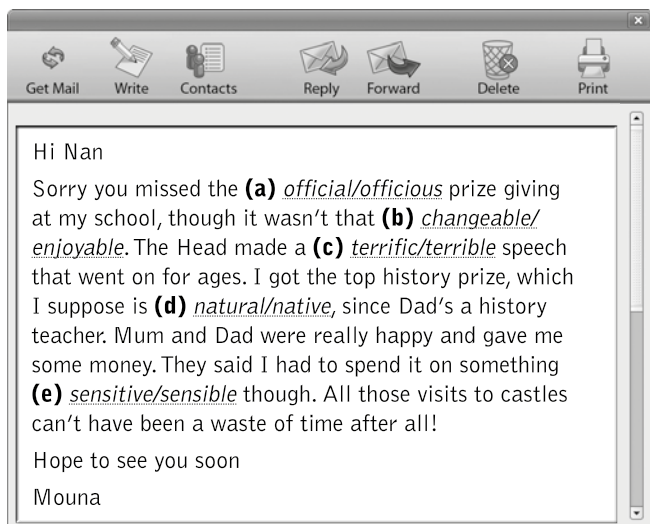 Get Mail Write Contacts Reply Forward Delete Print
Hi Nan
Sorry you missed the (a) official/officious prize giving
at my school, though it wasn't that (b) changeable/
enjoyable. The Head made a (c) terrific/terrible speech
that went on for ages. I got the top history prize, which
I suppose is (d) natural/native, since Dad's a history
teacher. Mum and Dad were really happy and gave me
some money. They said I had to spend it on something
(e) sensitive/sensible though. All those visits to castles
can't have been a waste of time after all!
Hope to see you soon
Mouna